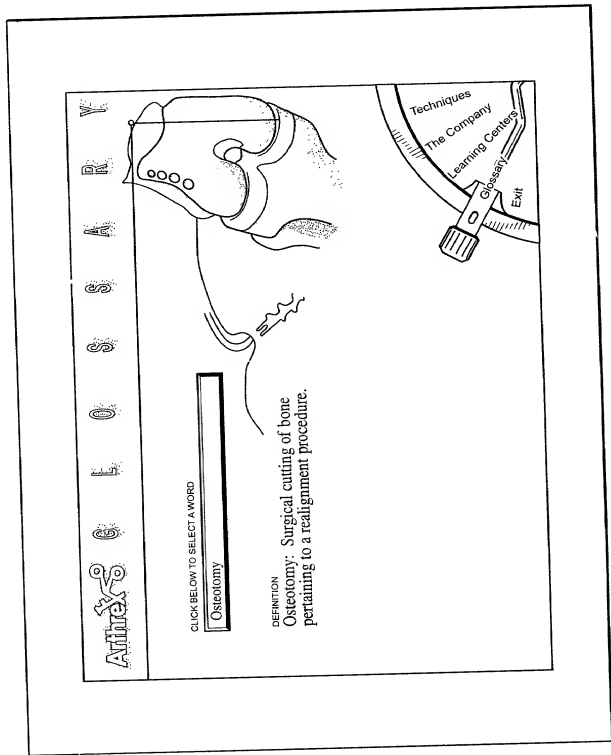 Arthrex GLOSSARY
CLICK BELOW TO SELECT A WORD
Osteotomy
DEFINITION
Osteotomy: Surgical cutting of bone
pertaining to a realignment procedure.
Techniques
The Company
Learning Centers
Glossary
Exit